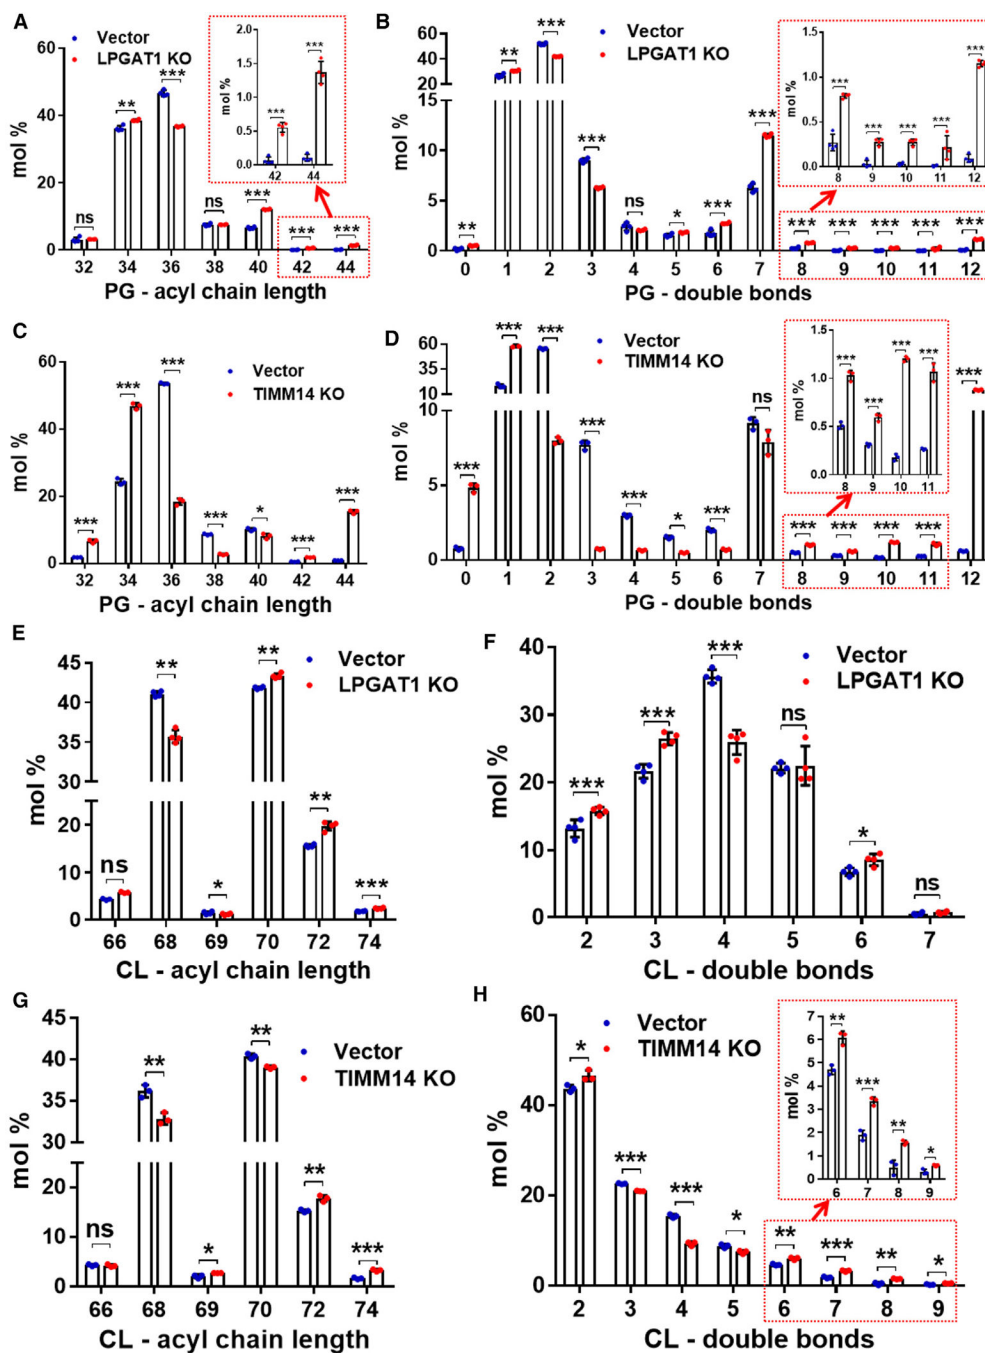 A
Vector
LPGAT1 KO
mol %
60
40
20
0
ns
**
***
ns
***
***
***
32 34 36 38 40 42 44
PG - acyl chain length
mol %
2.0
1.5
1.0
0.5
0.0
***
***
42 44
B
Vector
LPGAT1 KO
mol %
60
40
20
15
10
5
0
**
**
***
***
ns
*
***
***
***
***
***
***
***
0 1 2 3 4 5 6 7 8 9 10 11 12
PG - double bonds
mol %
1.5
1.0
0.5
0.0
***
***
***
***
***
8 9 10 11 12
C
Vector
TIMM14 KO
mol %
60
40
20
0
***
***
***
***
*
***
***
32 34 36 38 40 42 44
PG - acyl chain length
D
Vector
TIMM14 KO
mol %
60
35
10
10
5
0
***
***
***
***
***
*
***
ns
***
***
***
***
***
0 1 2 3 4 5 6 7 8 9 10 11 12
PG - double bonds
mol %
1.5
1.0
0.5
0.0
***
***
***
***
8 9 10 11
E
Vector
LPGAT1 KO
mol %
45
40
35
30
20
10
0
ns
**
*
**
**
***
66 68 69 70 72 74
CL - acyl chain length
F
Vector
LPGAT1 KO
mol %
40
30
20
10
0
***
***
***
ns
*
ns
2 3 4 5 6 7
CL - double bonds
G
Vector
TIMM14 KO
mol %
45
40
35
30
20
10
0
ns
**
*
**
**
***
66 68 69 70 72 74
CL - acyl chain length
H
Vector
TIMM14 KO
mol %
60
40
20
0
*
***
***
*
**
***
**
*
2 3 4 5 6 7 8 9
CL - double bonds
mol %
7
6
5
4
3
2
1
0
**
***
**
*
6 7 8 9